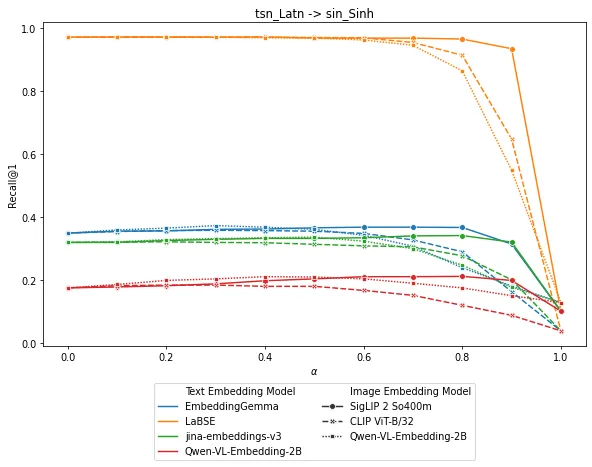 tsn_Latn -> sin_Sinh
1.0
0.8
0.6
0.4
0.2
0.0
Recall@1
0.0 0.2 0.4 0.6 0.8 1.0
α
Text Embedding Model Image Embedding Model
EmbeddingGemma SigLIP 2 So400m
LaBSE CLIP ViT-B/32
jina-embeddings-v3 Qwen-VL-Embedding-2B
Qwen-VL-Embedding-2B